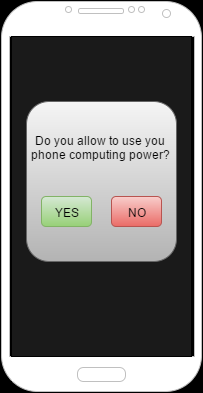 Do you allow to use you
phone computing power?
YES
NO